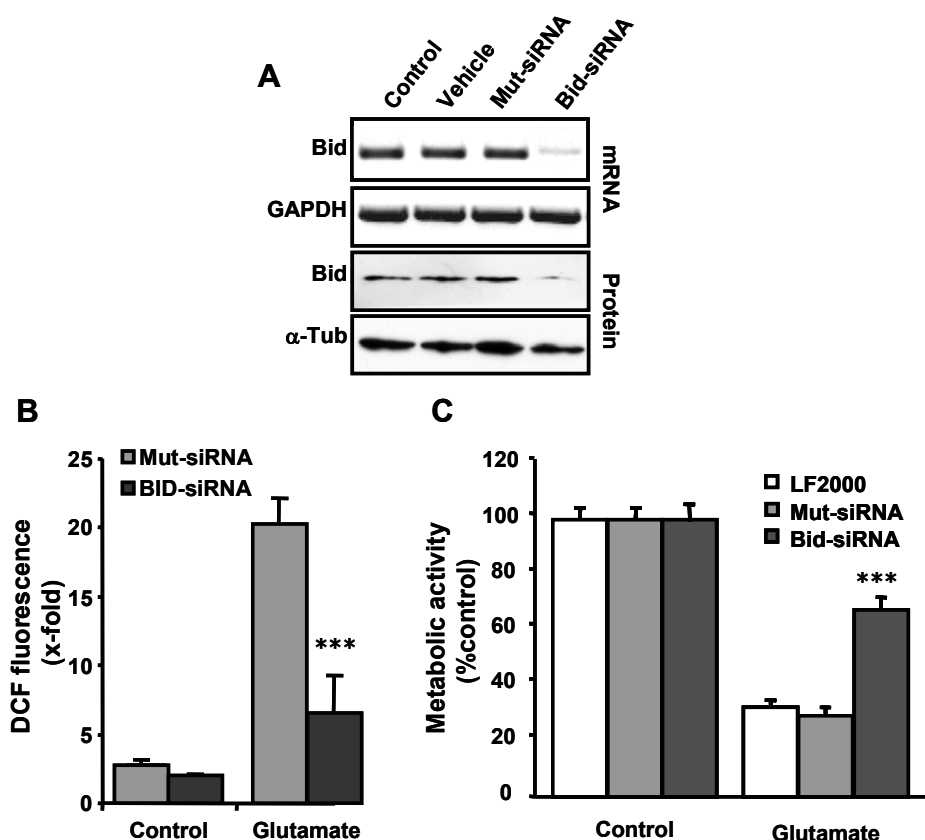 A
Control
Vehicle
Mut-siRNA
Bid-siRNA
Bid
GAPDH
mRNA
Bid
α-Tub
Protein
B
DCF fluorescence
(x-fold)
25
20
15
10
5
0
Mut-siRNA
BID-siRNA
***
Control
Glutamate
C
Metabolic activity
(%control)
120
100
80
60
40
20
0
LF2000
Mut-siRNA
Bid-siRNA
***
Control
Glutamate